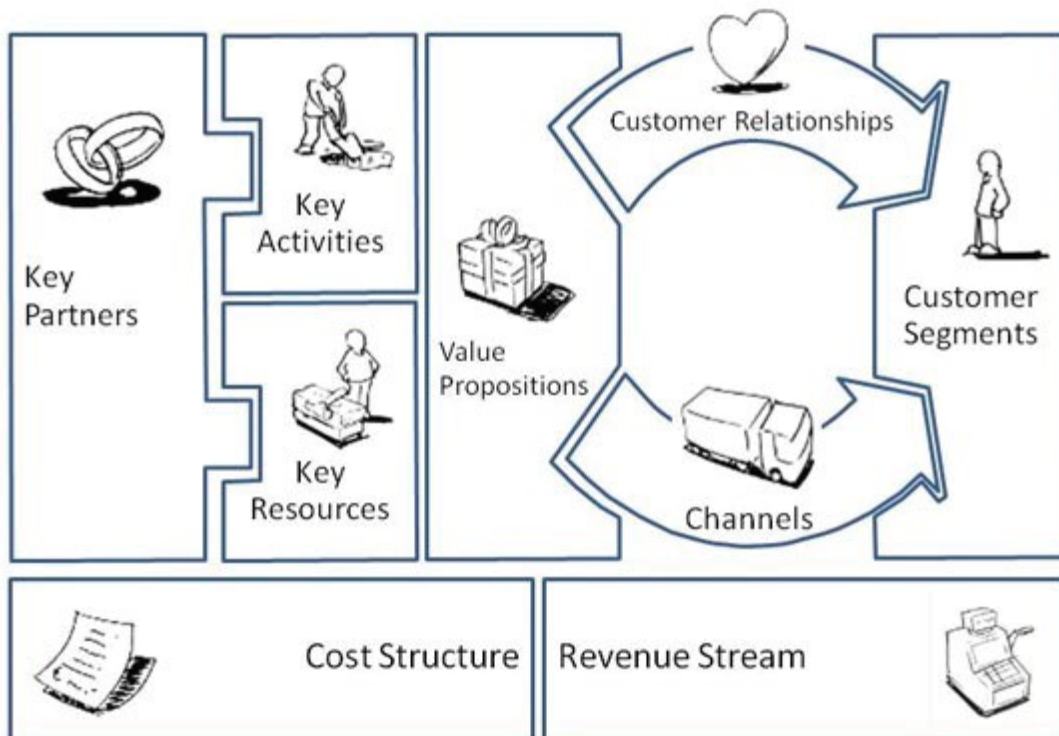 Key
Partners
Key
Activities
Key
Resources
Value
Propositions
Customer Relationships
Channels
Customer
Segments
Cost Structure
Revenue Stream